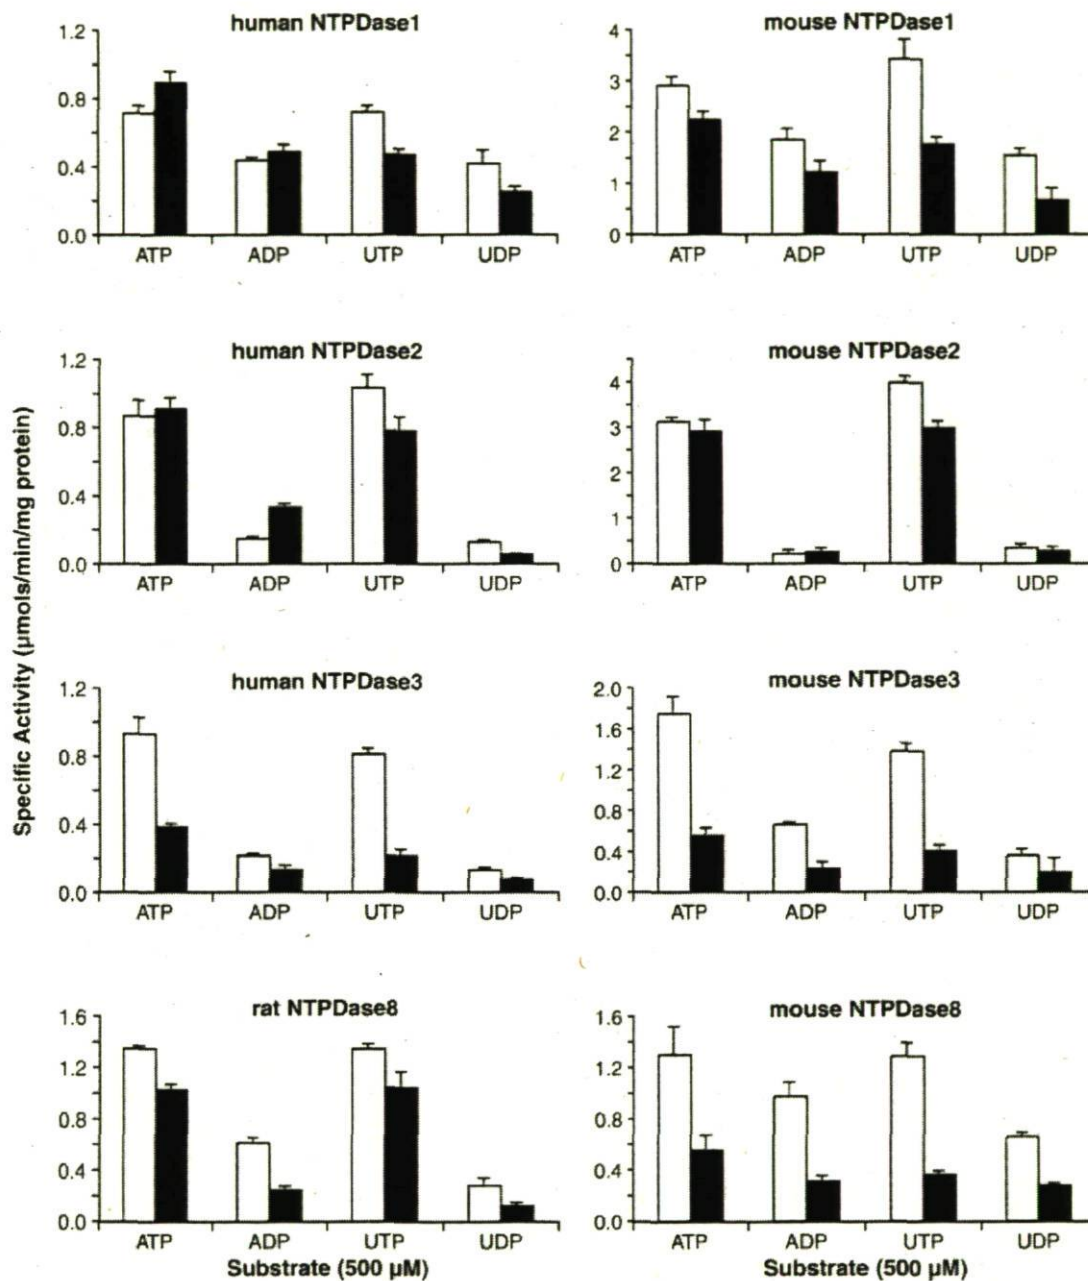 human NTPDase1
1.2
0.8
0.4
0.0
ATP ADP UTP UDP
mouse NTPDase1
4
3
2
1
0
ATP ADP UTP UDP
human NTPDase2
1.2
0.8
0.4
0.0
ATP ADP UTP UDP
mouse NTPDase2
4
3
2
1
0
ATP ADP UTP UDP
human NTPDase3
1.2
0.8
0.4
0.0
ATP ADP UTP UDP
mouse NTPDase3
2.0
1.6
1.2
0.8
0.4
0.0
ATP ADP UTP UDP
rat NTPDase8
1.6
1.2
0.8
0.4
0.0
ATP ADP UTP UDP
Substrate (500 µM)
mouse NTPDase8
1.6
1.2
0.8
0.4
0.0
ATP ADP UTP UDP
Substrate (500 µM)
Specific Activity (µmols/min/mg protein)